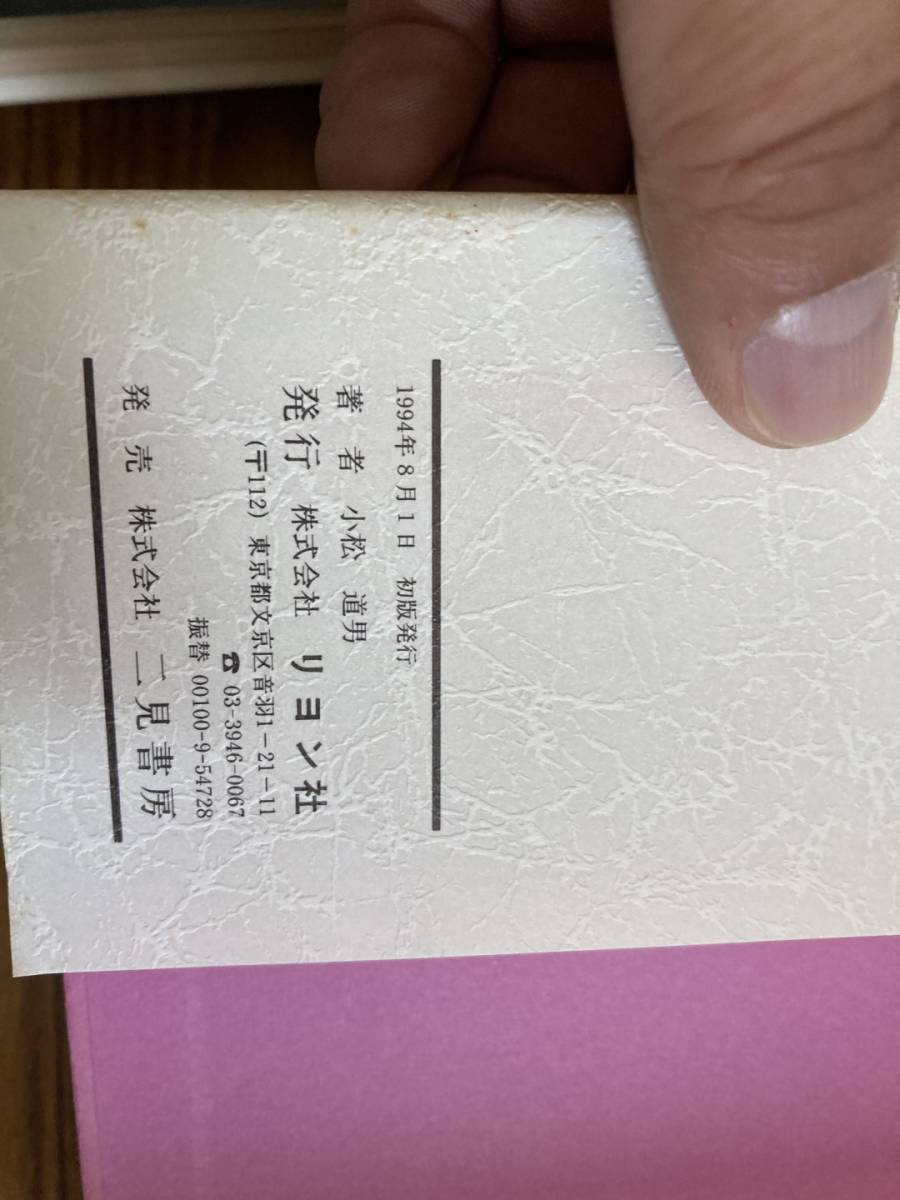 1994年8月1日 初版発行
著者 小松 道男
発行 株式会社 リヨン社
(〒112) 東京都文京区音羽1-21-11
☎ 03-3946-0067
振替 00100-9-54728
発売 株式会社 二見書房